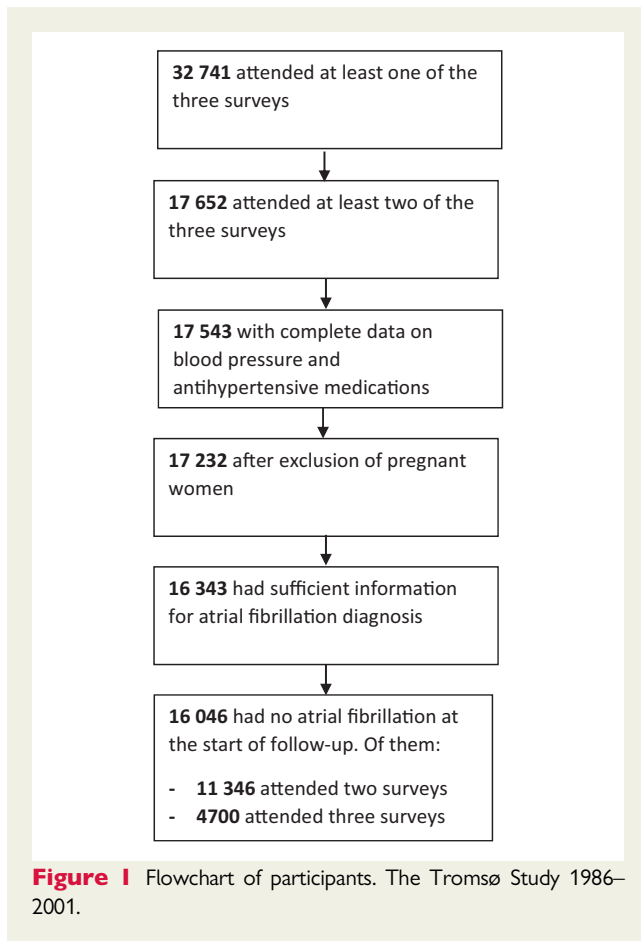 32 741 attended at least one of the
three surveys
17 652 attended at least two of the
three surveys
17 543 with complete data on
blood pressure and
antihypertensive medications
17 232 after exclusion of pregnant
women
16 343 had sufficient information
for atrial fibrillation diagnosis
16 046 had no atrial fibrillation at
the start of follow-up. Of them:
- 11 346 attended two surveys
- 4700 attended three surveys
Figure 1 Flowchart of participants. The Tromsø Study 1986–
2001.